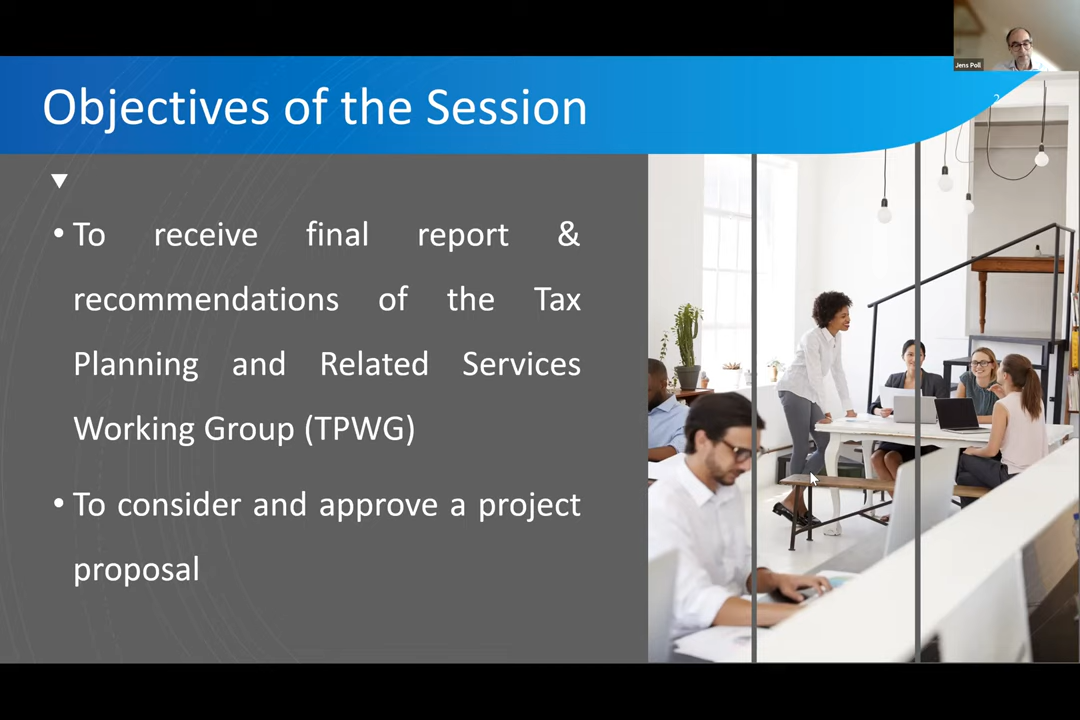 Jens Poll
Objectives of the Session
2
• To receive final report &
recommendations of the Tax
Planning and Related Services
Working Group (TPWG)
• To consider and approve a project
proposal